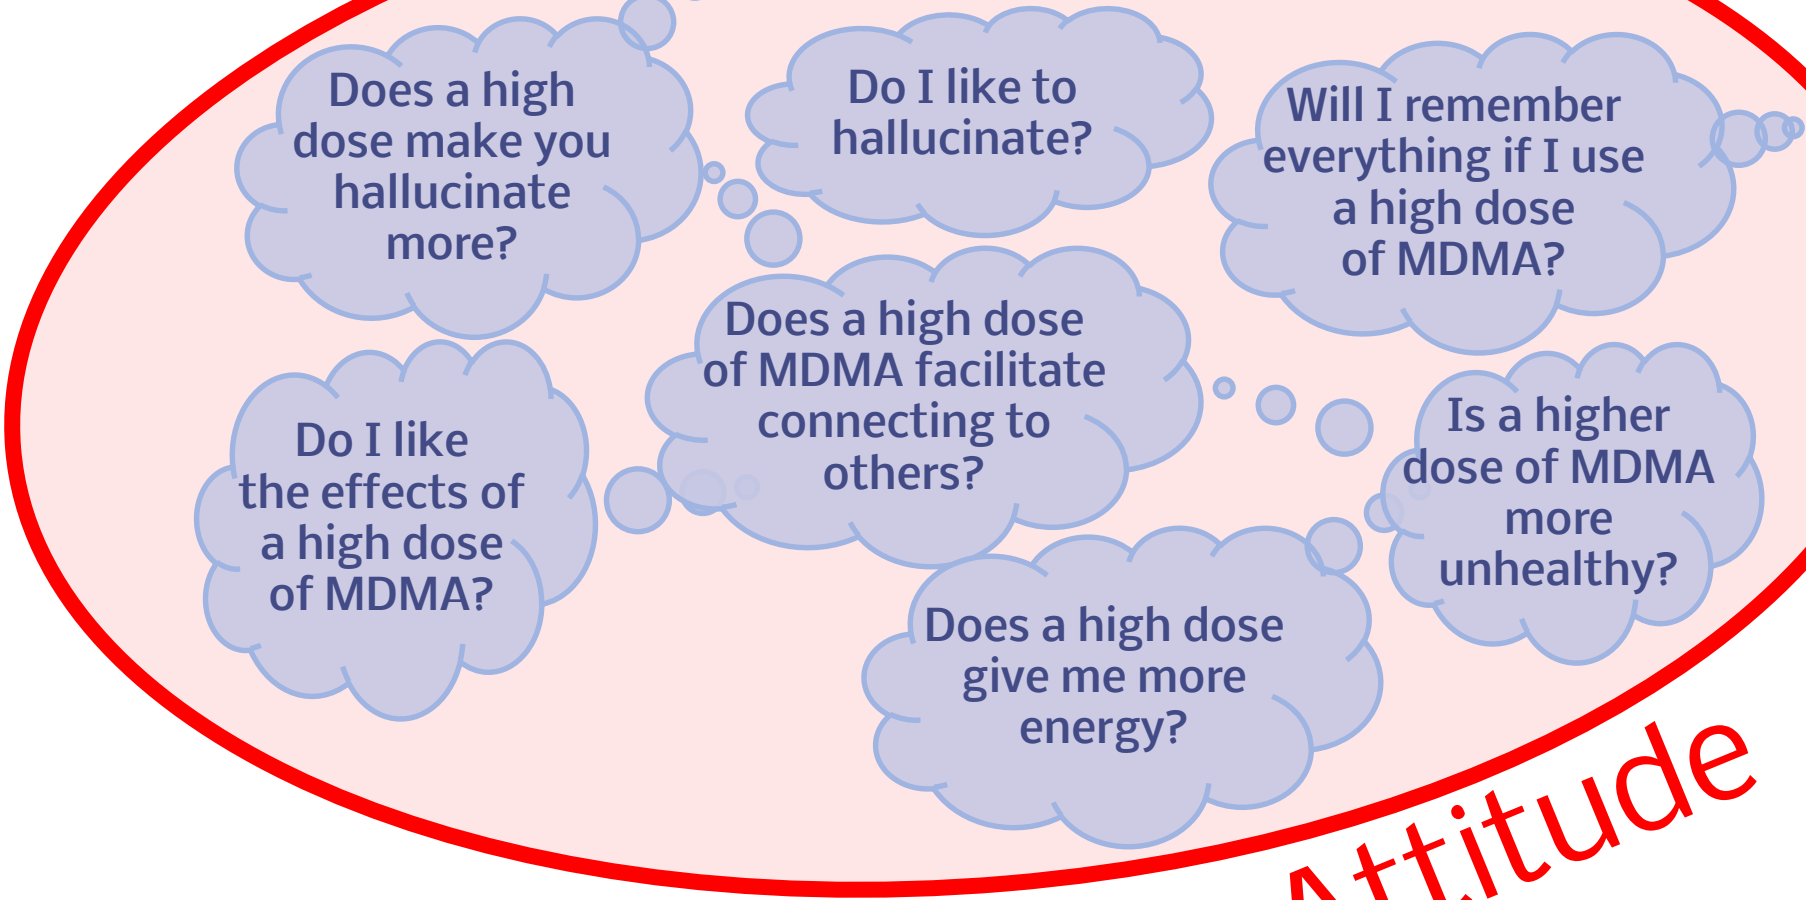 Does a high
dose make you
hallucinate
more?
Do I like to
hallucinate?
Will I remember
everything if I use
a high dose
of MDMA?
Does a high dose
of MDMA facilitate
connecting to
others?
Do I like
the effects of
a high dose
of MDMA?
Is a higher
dose of MDMA
more
unhealthy?
Does a high dose
give me more
energy?
Attitude